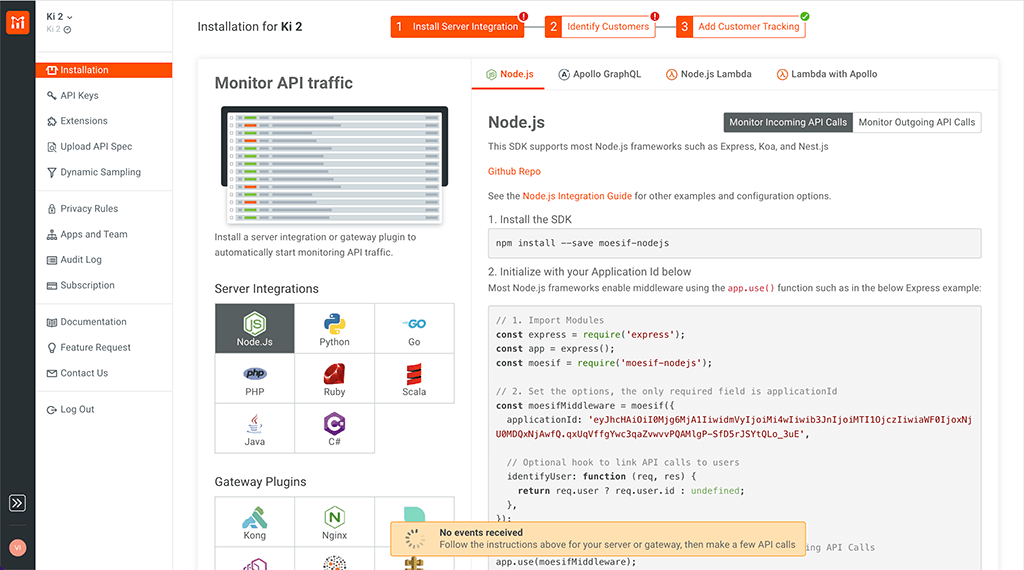 Ki 2
Ki 2
Installation
API Keys
Extensions
Upload API Spec
Dynamic Sampling
Privacy Rules
Apps and Team
Audit Log
Subscription
Documentation
Feature Request
Contact Us
Log Out
VI
Installation for Ki 2
1 Install Server Integration
2 Identify Customers
3 Add Customer Tracking
Monitor API traffic
Install a server integration or gateway plugin to
automatically start monitoring API traffic.
Server Integrations
Node.Js
Python
GO
Go
php
PHP
Ruby
Scala
Java
C#
Gateway Plugins
Kong
Nginx
Node.js
Apollo GraphQL
Node.js Lambda
Lambda with Apollo
Node.js
Monitor Incoming API Calls
Monitor Outgoing API Calls
This SDK supports most Node.js frameworks such as Express, Koa, and Nest.js
Github Repo
See the Node.js Integration Guide for other examples and configuration options.
1. Install the SDK
npm install --save moesif-nodejs
2. Initialize with your Application Id below
Most Node.js frameworks enable middleware using the app.use() function such as in the below Express example:
// 1. Import Modules
const express = require('express');
const app = express();
const moesif = require('moesif-nodejs');
// 2. Set the options, the only required field is applicationId
const moesifMiddleware = moesif({
applicationId: 'eyJhcHAiOiI0Mjg6MjA1IiwidmVyIjoiMi4wIiwib3JnIjoiMTI1OjczIiwiaWF0IjoxNj
U0MDQxNjAwfQ.qxUqVffgYwc3qaZvwvvPQAMlgP-SfD5rJSYtQLo_3uE',
// Optional hook to link API calls to users
identifyUser: function (req, res) {
return req.user ? req.user.id : undefined;
},
});
ing API Calls
app.use(moesifMiddleware);
No events received
Follow the instructions above for your server or gateway, then make a few API calls